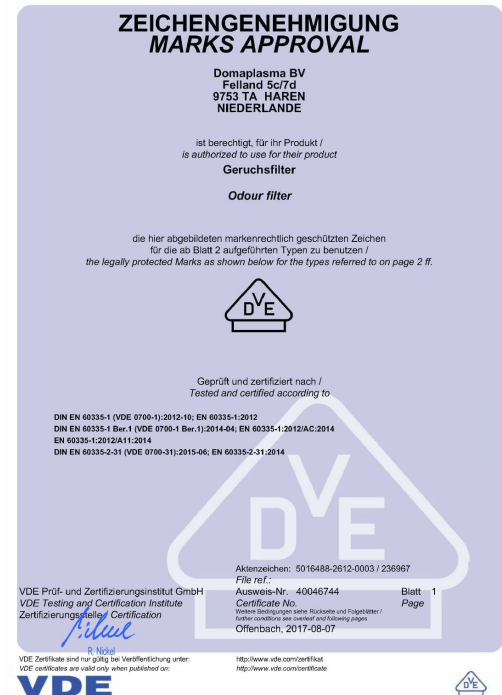 ZEICHENGENEHMIGUNG
MARKS APPROVAL
Domaplasma BV
Felland 5c/7d
9753 TA HAREN
NIEDERLANDE
ist berechtigt, für ihr Produkt /
is authorized to use for their product
Geruchsfilter
Odour filter
die hier abgebildeten markenrechtlich geschützten Zeichen
für die ab Blatt 2 aufgeführten Typen zu benutzen /
the legally protected Marks as shown below for the types referred to on page 2 ff.
DVE
Geprüft und zertifiziert nach /
Tested and certified according to
DIN EN 60335-1 (VDE 0700-1):2012-10; EN 60335-1:2012
DIN EN 60335-1 Ber.1 (VDE 0700-1 Ber.1):2014-04; EN 60335-1:2012/AC:2014
EN 60335-1:2012/A11:2014
DIN EN 60335-2-31 (VDE 0700-31):2015-06; EN 60335-2-31:2014
DVE
Aktenzeichen: 5016488-2612-0003 / 236967
File ref.:
VDE Prüf- und Zertifizierungsinstitut GmbH Ausweis-Nr. 40046744 Blatt 1
VDE Testing and Certification Institute Certificate No. Page
Zertifizierungsstelle / Certification
Weitere Bedingungen siehe Rückseite und Folgeblätter /
further conditions see overleaf and following pages
Offenbach, 2017-08-07
R. Nickel
VDE Zertifikate sind nur gültig bei Veröffentlichung unter: http://www.vde.com/zertifikat
VDE certificates are valid only when published on: http://www.vde.com/certificate
VDE
DVE